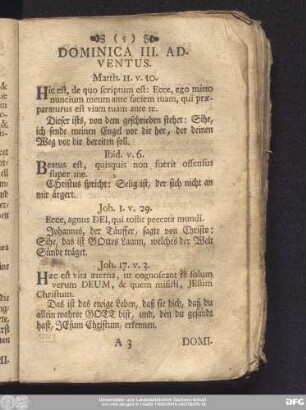 ( 5 )
DOMINICA III. AD-
VENTUS.
Matth. 11. v. 10.
Hic est, de quo scriptum est: Ecce, ego mitto
nuncium meum ante faciem tuam, qui præ-
paraturus est viam tuam ante te.
Dieser ists, von dem geschrieben stehet: Sihe,
ich sende meinen Engel vor dir her, der deinen
Weg vor dir bereiten soll.
Ibid. v. 6.
Beatus est, quisquis non fuerit offensus
super me.
Christus spricht: Selig ist, der sich nicht an
mir ärgert.
Joh. 1. v. 29.
Ecce, agnus DEI, qui tollit peccata mundi.
Johannes, der Täuffer, sagte von Christo:
Sihe, das ist GOttes Lamm, welches der Welt
Sünde träget.
Joh. 17. v. 3.
Hæc est vita æterna, ut cognoscant te solum
verum DEUM, & quem misisti, JEsum
Christum.
Das ist das ewige Leben, daß sie dich, daß du
allein wahrer GOTT bist, und, den du gesandt
hast, JEsum Christum, erkennen.
A 3 DOMI-